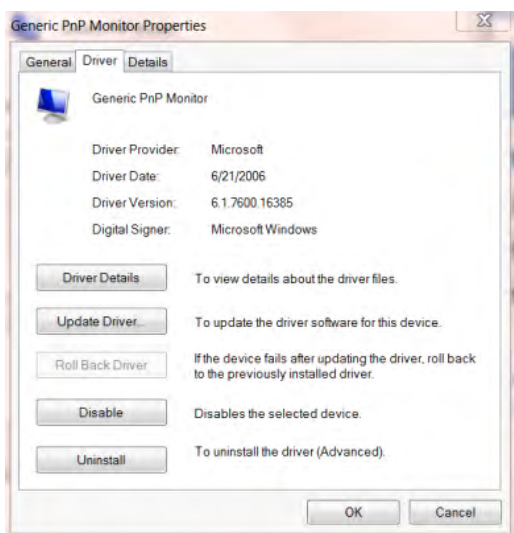 Generic PnP Monitor Properties
General Driver Details
Generic PnP Monitor
Driver Provider: Microsoft
Driver Date: 6/21/2006
Driver Version: 6.1.7600.16385
Digital Signer: Microsoft Windows
Driver Details To view details about the driver files.
Update Driver... To update the driver software for this device.
Roll Back Driver If the device fails after updating the driver, roll back
to the previously installed driver.
Disable Disables the selected device.
Uninstall To uninstall the driver (Advanced).
OK Cancel